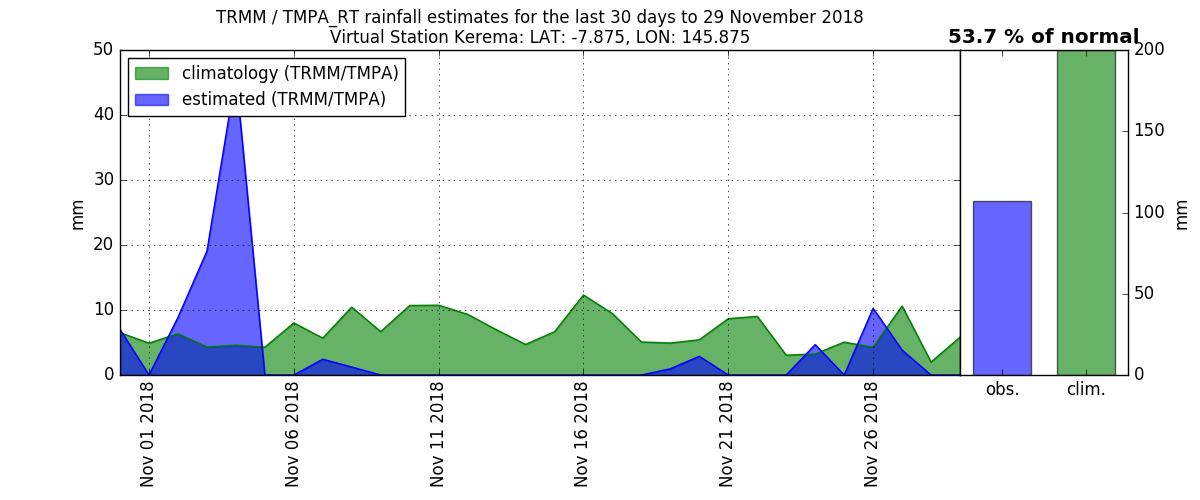 TRMM / TMPA_RT rainfall estimates for the last 30 days to 29 November 2018
Virtual Station Kerema: LAT: -7.875, LON: 145.875
53.7 % of normal
climatology (TRMM/TMPA)
estimated (TRMM/TMPA)
50
40
30
20
10
0
mm
Nov 01 2018
Nov 06 2018
Nov 11 2018
Nov 16 2018
Nov 21 2018
Nov 26 2018
obs.
clim.
200
150
100
50
0
mm